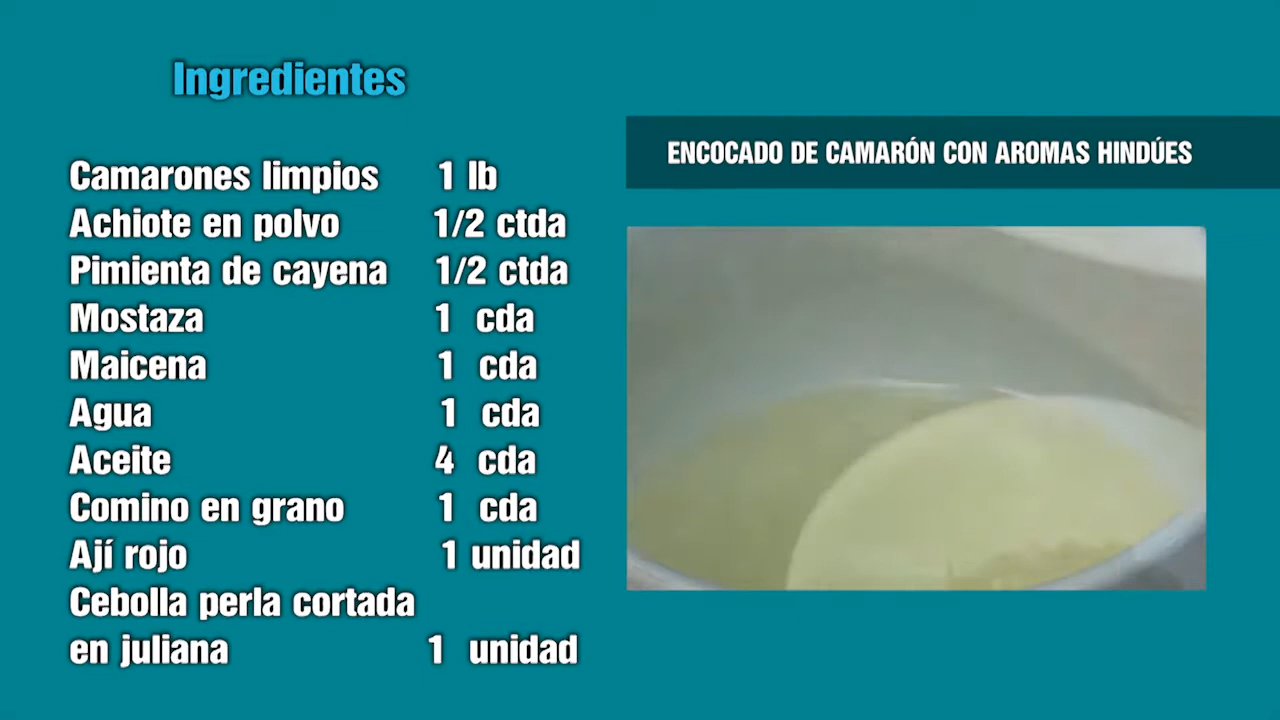 Ingredientes
Camarones limpios 1 lb
Achiote en polvo 1/2 ctda
Pimienta de cayena 1/2 ctda
Mostaza 1 cda
Maicena 1 cda
Agua 1 cda
Aceite 4 cda
Comino en grano 1 cda
Ají rojo 1 unidad
Cebolla perla cortada
en juliana 1 unidad
ENCOCADO DE CAMARÓN CON AROMAS HINDÚES